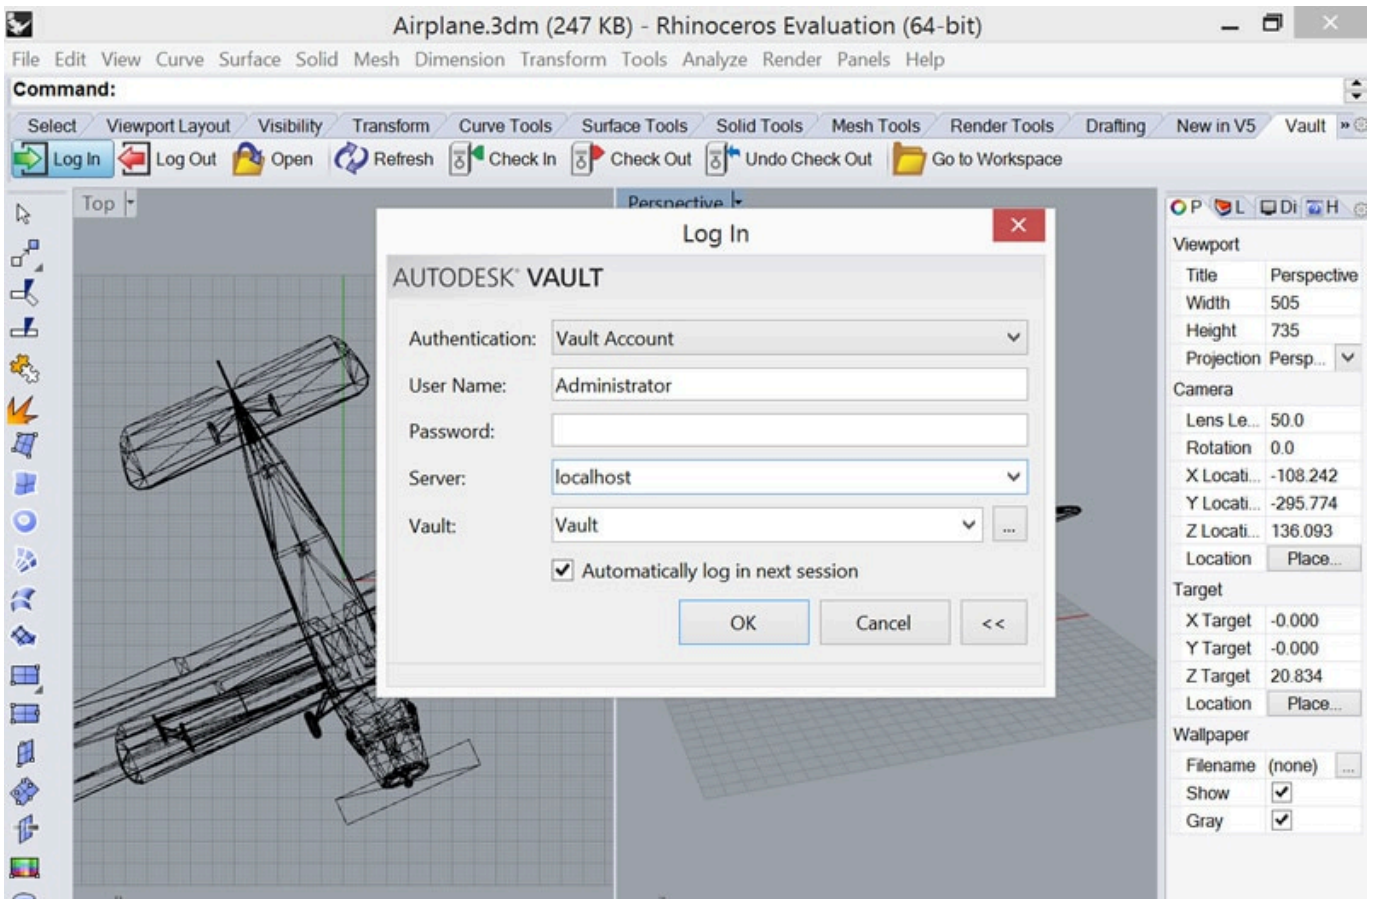 Airplane.3dm (247 KB) - Rhinoceros Evaluation (64-bit)
File Edit View Curve Surface Solid Mesh Dimension Transform Tools Analyze Render Panels Help
Command:
Select Viewport Layout Visibility Transform Curve Tools Surface Tools Solid Tools Mesh Tools Render Tools Drafting New in V5 Vault »
Log In Log Out Open Refresh Check In Check Out Undo Check Out Go to Workspace
Top
Perspective
P L Di H
Log In
AUTODESK® VAULT
Authentication: Vault Account
User Name: Administrator
Password:
Server: localhost
Vault: Vault ...
Automatically log in next session
OK Cancel <<
Viewport
Title Perspective
Width 505
Height 735
Projection Persp...
Camera
Lens Le... 50.0
Rotation 0.0
X Locati... -108.242
Y Locati... -295.774
Z Locati... 136.093
Location Place...
Target
X Target -0.000
Y Target -0.000
Z Target 20.834
Location Place...
Wallpaper
Filename (none) ...
Show
Gray